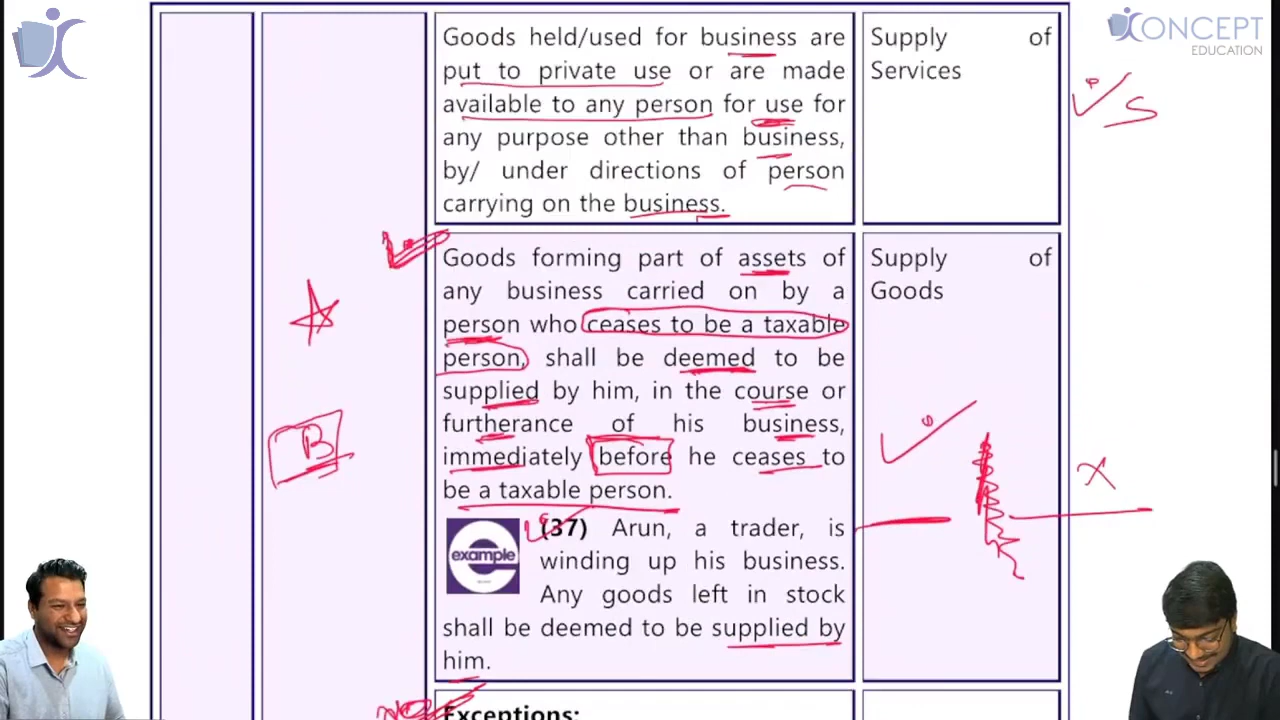 CONCEPT
EDUCATION
Goods held/used for business are
put to private use or are made
available to any person for use for
any purpose other than business,
by/ under directions of person
carrying on the business.
Supply of
Services
S
Goods forming part of assets of
any business carried on by a
person who ceases to be a taxable
person, shall be deemed to be
supplied by him, in the course or
furtherance of his business,
immediately before he ceases to
be a taxable person.
Supply of
Goods
B
X
example
(37) Arun, a trader, is
winding up his business.
Any goods left in stock
shall be deemed to be supplied by
him.
Exceptions: